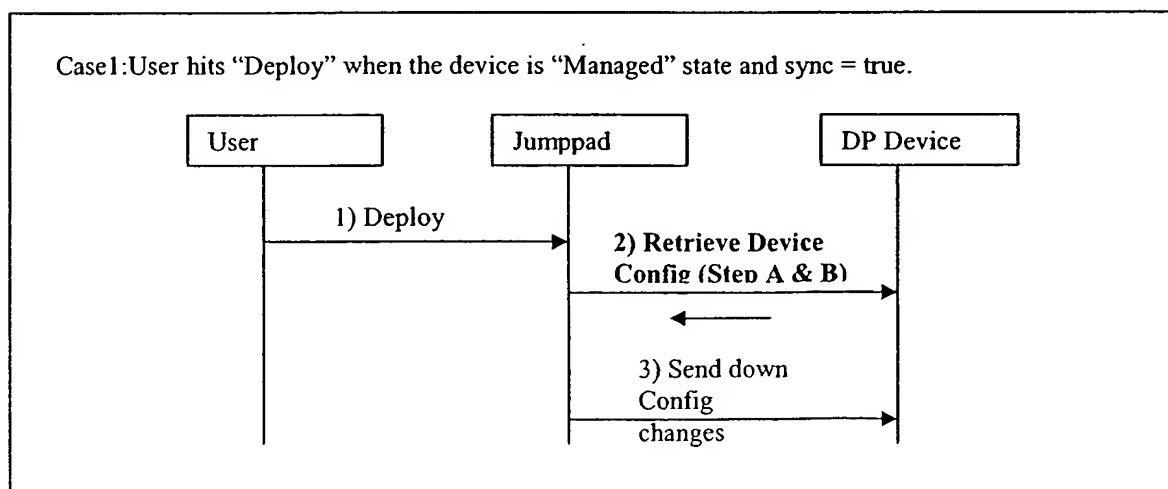 Case1:User hits “Deploy” when the device is “Managed” state and sync = true.
User
Jumppad
DP Device
1) Deploy
2) Retrieve Device
Config (Step A & B)
3) Send down
Config
changes